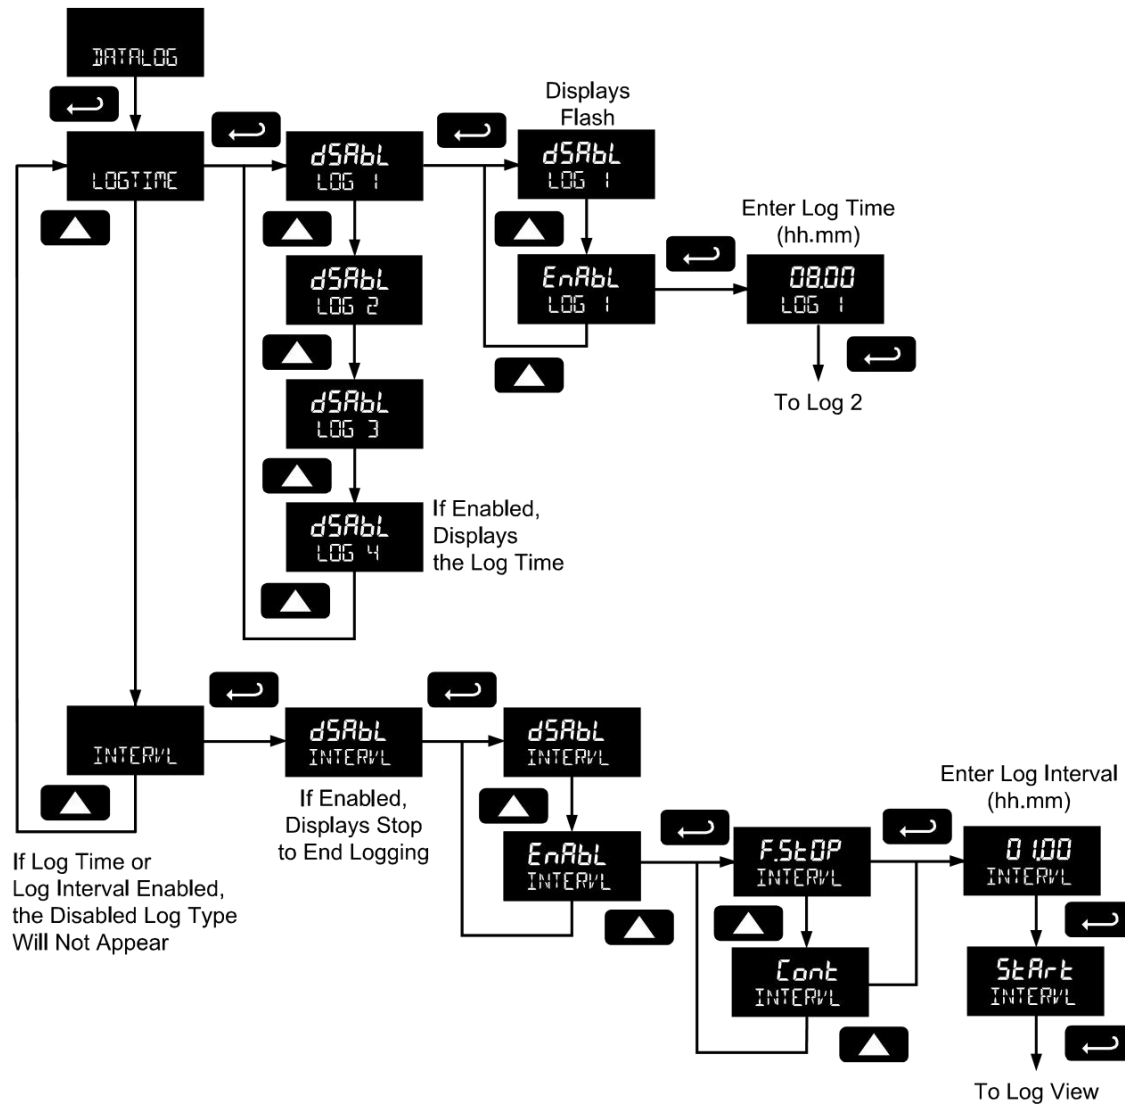 DATALOG
Displays
Flash
LOGTIME
dSAbL
LOG 1
dSAbL
LOG 1
Enter Log Time
(hh.mm)
dSAbL
LOG 2
EnAbL
LOG 1
08.00
LOG 1
To Log 2
dSAbL
LOG 3
dSAbL
LOG 4
If Enabled,
Displays
the Log Time
INTERVL
dSAbL
INTERVL
dSAbL
INTERVL
If Enabled,
Displays Stop
to End Logging
Enter Log Interval
(hh.mm)
If Log Time or
Log Interval Enabled,
the Disabled Log Type
Will Not Appear
EnAbL
INTERVL
F.StOP
INTERVL
01.00
INTERVL
Cont
INTERVL
StArt
INTERVL
To Log View